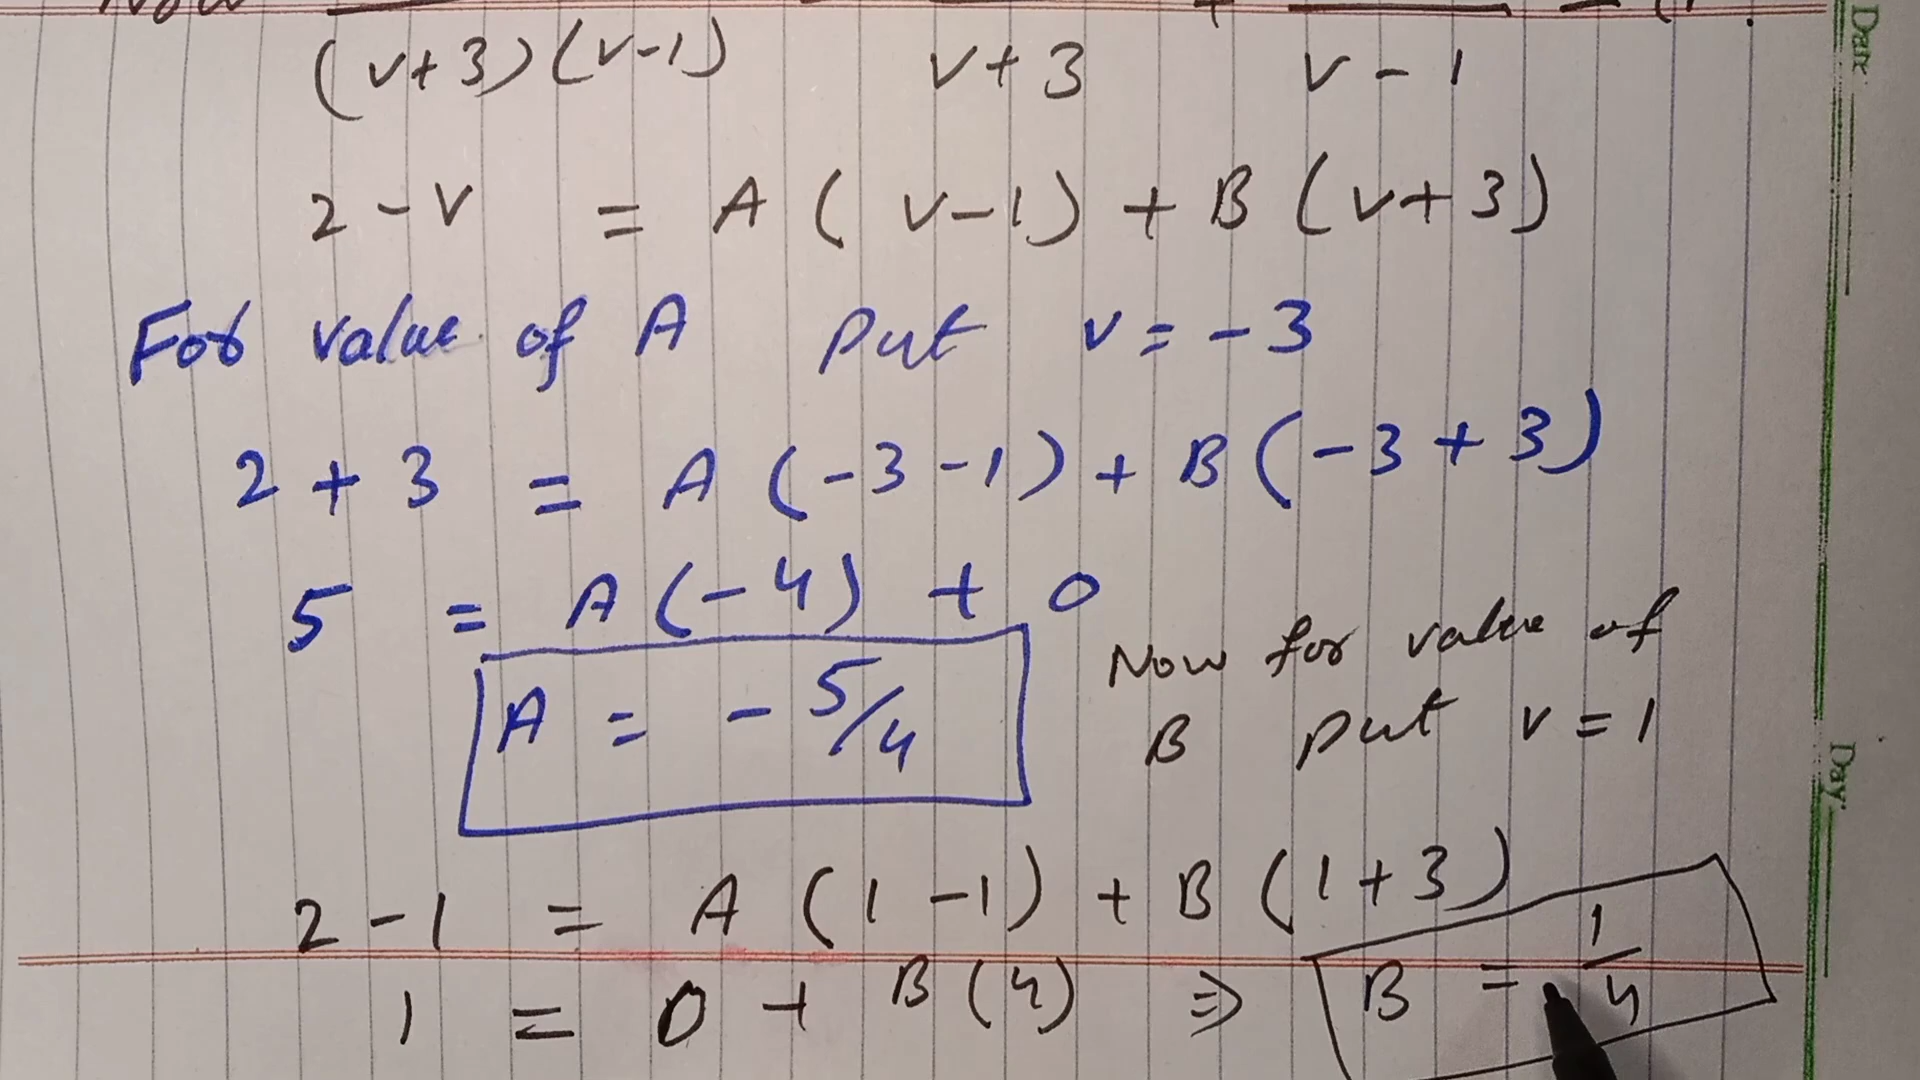 (v+3)(v-1) v+3 v-1
2-v = A(v-1) + B(v+3)
For value of A put v = -3
2+3 = A(-3-1) + B(-3+3)
5 = A(-4) + 0
A = -5/4
Now for value of
B put v = 1
2-1 = A(1-1) + B(1+3)
1 = 0 + B(4) ⇒ B = 1/4
Day